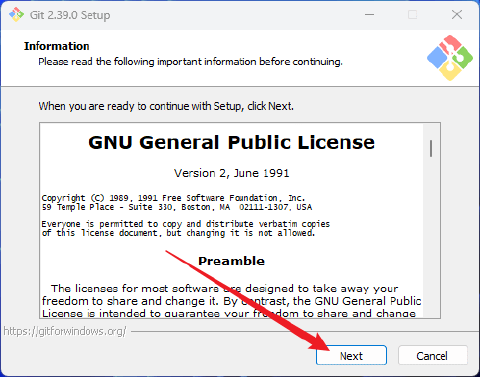 Git 2.39.0 Setup
Information
Please read the following important information before continuing.
When you are ready to continue with Setup, click Next.
GNU General Public License
Version 2, June 1991
Copyright (C) 1989, 1991 Free Software Foundation, Inc.
59 Temple Place - Suite 330, Boston, MA  02111-1307, USA
Everyone is permitted to copy and distribute verbatim copies
of this license document, but changing it is not allowed.
Preamble
The licenses for most software are designed to take away your
freedom to share and change it. By contrast, the GNU General Public
License is intended to guarantee your freedom to share and change
https://gitforwindows.org/
Next
Cancel